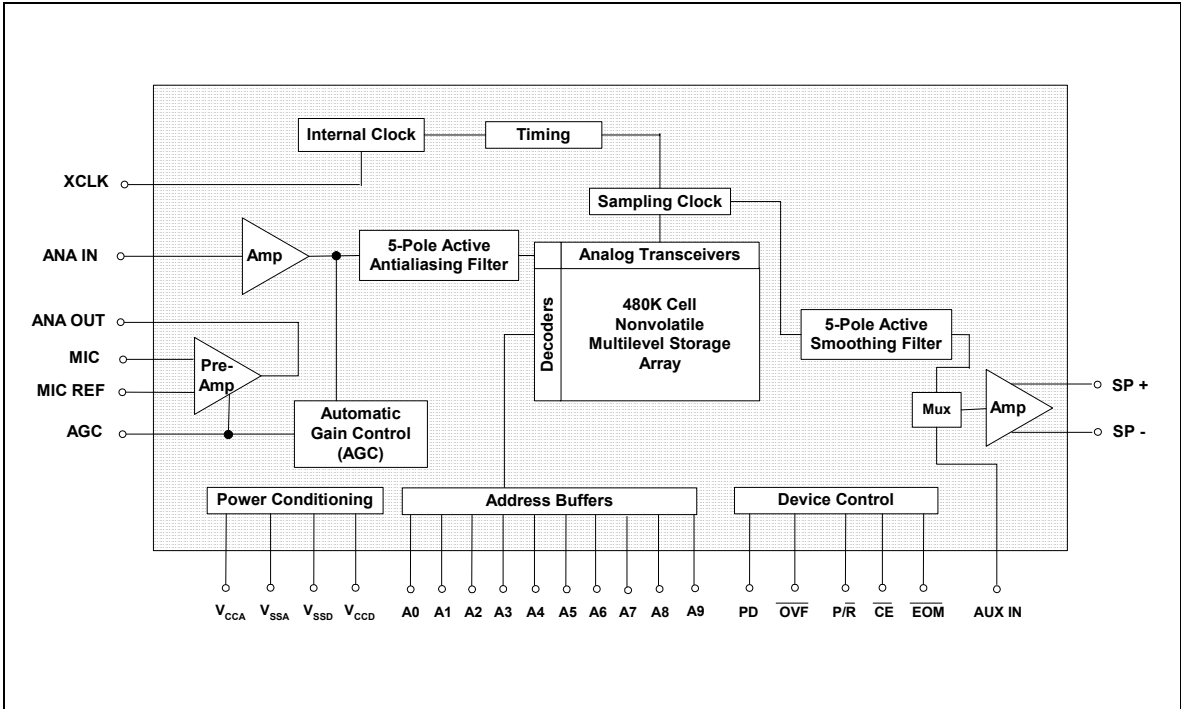 Internal Clock
Timing
XCLK
Sampling Clock
ANA IN
Amp
5-Pole Active
Antialiasing Filter
Analog Transceivers
Decoders
480K Cell
Nonvolatile
Multilevel Storage
Array
ANA OUT
MIC
MIC REF
AGC
Pre-
Amp
Automatic
Gain Control
(AGC)
5-Pole Active
Smoothing Filter
Mux
Amp
SP +
SP -
Power Conditioning
Address Buffers
Device Control
VCCA VSSA VSSD VCCD A0 A1 A2 A3 A4 A5 A6 A7 A8 A9 PD O̅V̅F̅ P/R̅ C̅E̅ E̅O̅M̅ AUX IN